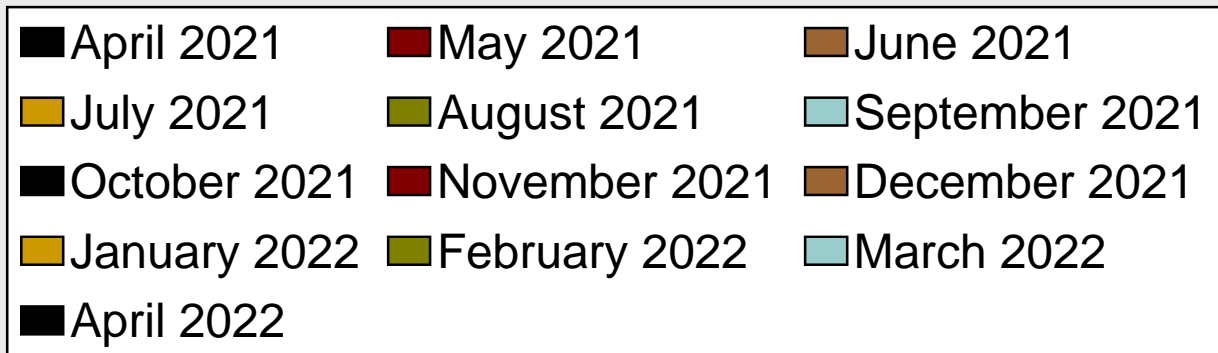 April 2021 May 2021 June 2021
July 2021 August 2021 September 2021
October 2021 November 2021 December 2021
January 2022 February 2022 March 2022
April 2022